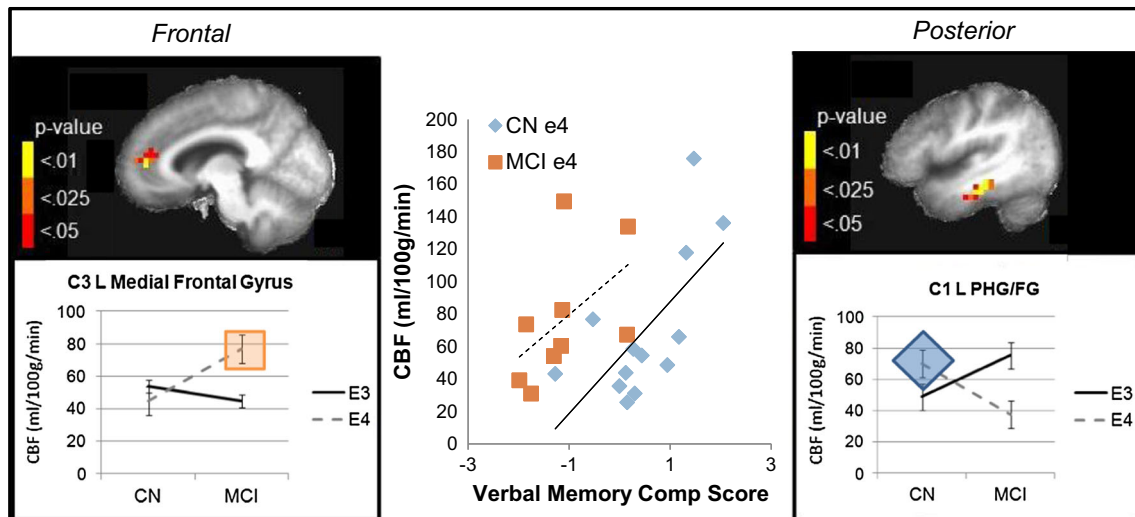 Frontal
p-value
<.01
<.025
<.05
C3 L Medial Frontal Gyrus
CBF (ml/100g/min)
100
80
60
40
20
0
CN
MCI
E3
E4
CBF (ml/100g/min)
200
180
160
140
120
100
80
60
40
20
0
-3
-1
1
3
Verbal Memory Comp Score
CN e4
MCI e4
Posterior
p-value
<.01
<.025
<.05
C1 L PHG/FG
CBF (ml/100g/min)
100
80
60
40
20
0
CN
MCI
E3
E4